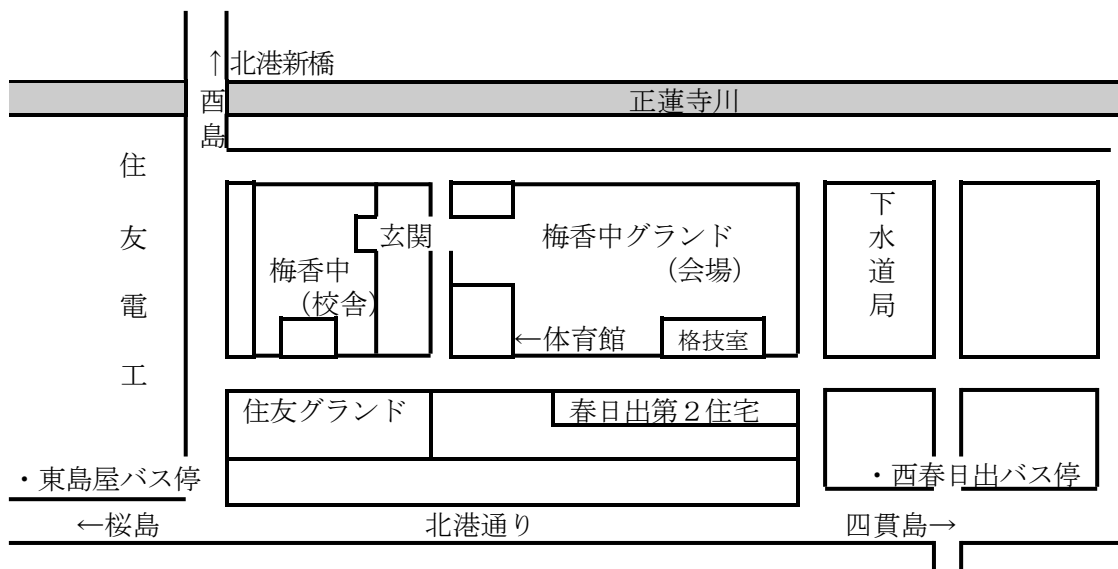 ↑北港新橋
酉島
正蓮寺川
住友電工
梅香中
（校舎）
玄関
梅香中グランド
（会場）
←体育館
格技室
下水道局
住友グランド
春日出第２住宅
・東島屋バス停
・西春日出バス停
←桜島
北港通り
四貫島→